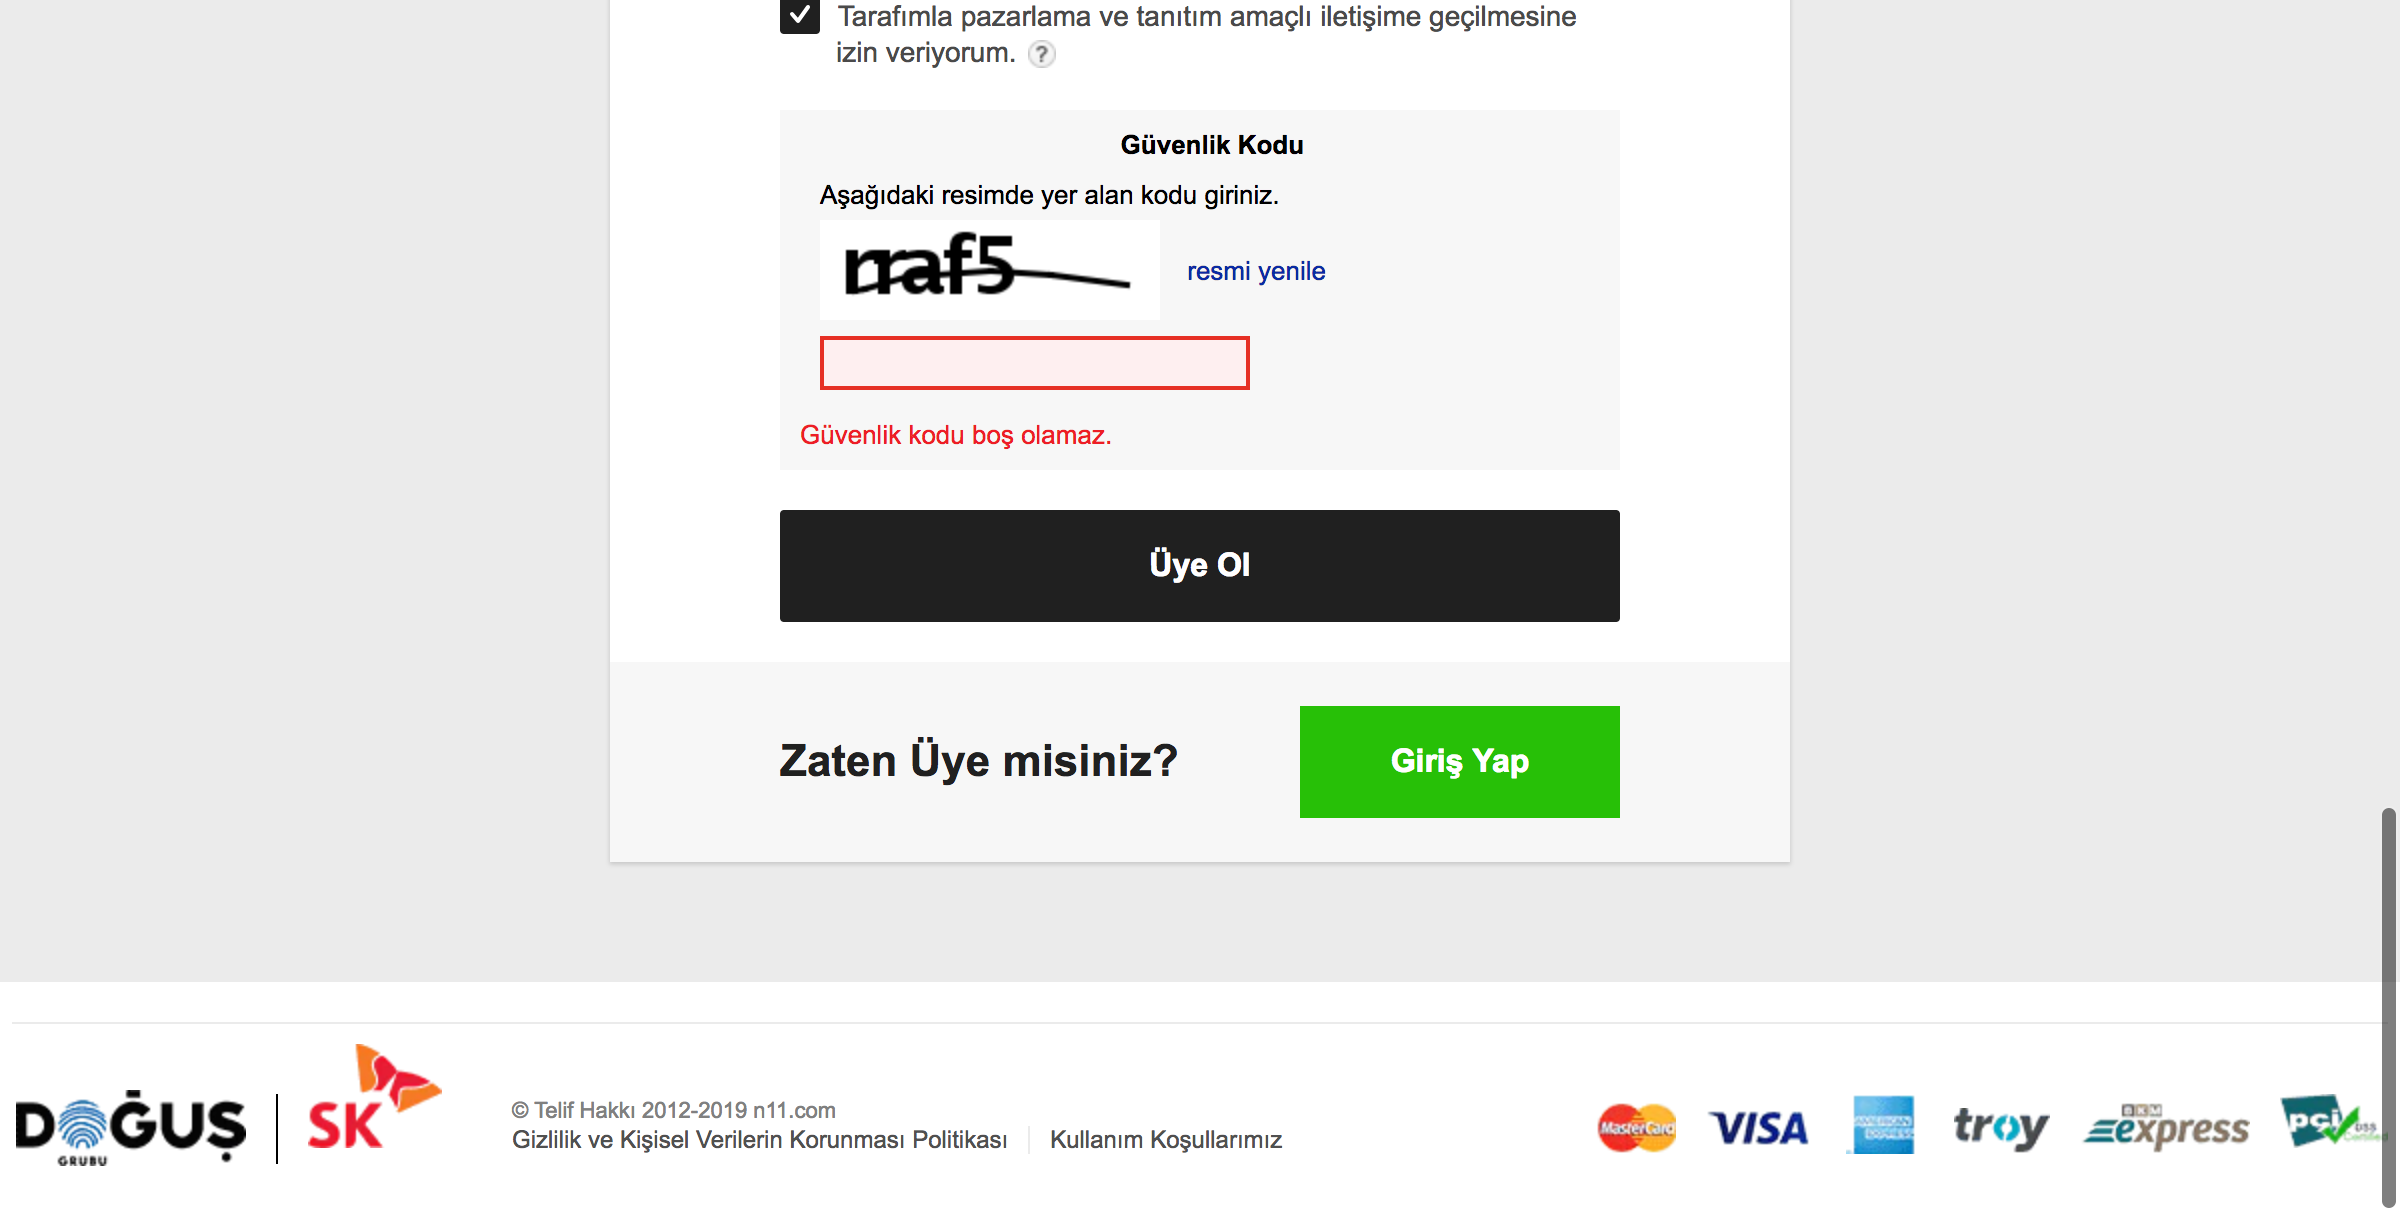 Tarafımla pazarlama ve tanıtım amaçlı iletişime geçilmesine
izin veriyorum. ?
Güvenlik Kodu
Aşağıdaki resimde yer alan kodu giriniz.
resmi yenile
Güvenlik kodu boş olamaz.
Üye Ol
Zaten Üye misiniz?
Giriş Yap
DOĞUŞ
GRUBU
SK
© Telif Hakkı 2012-2019 n11.com
Gizlilik ve Kişisel Verilerin Korunması Politikası
Kullanım Koşullarımız
MasterCard
VISA
AMERICAN
EXPRESS
troy
BKM
express
pci
DSS
Certified